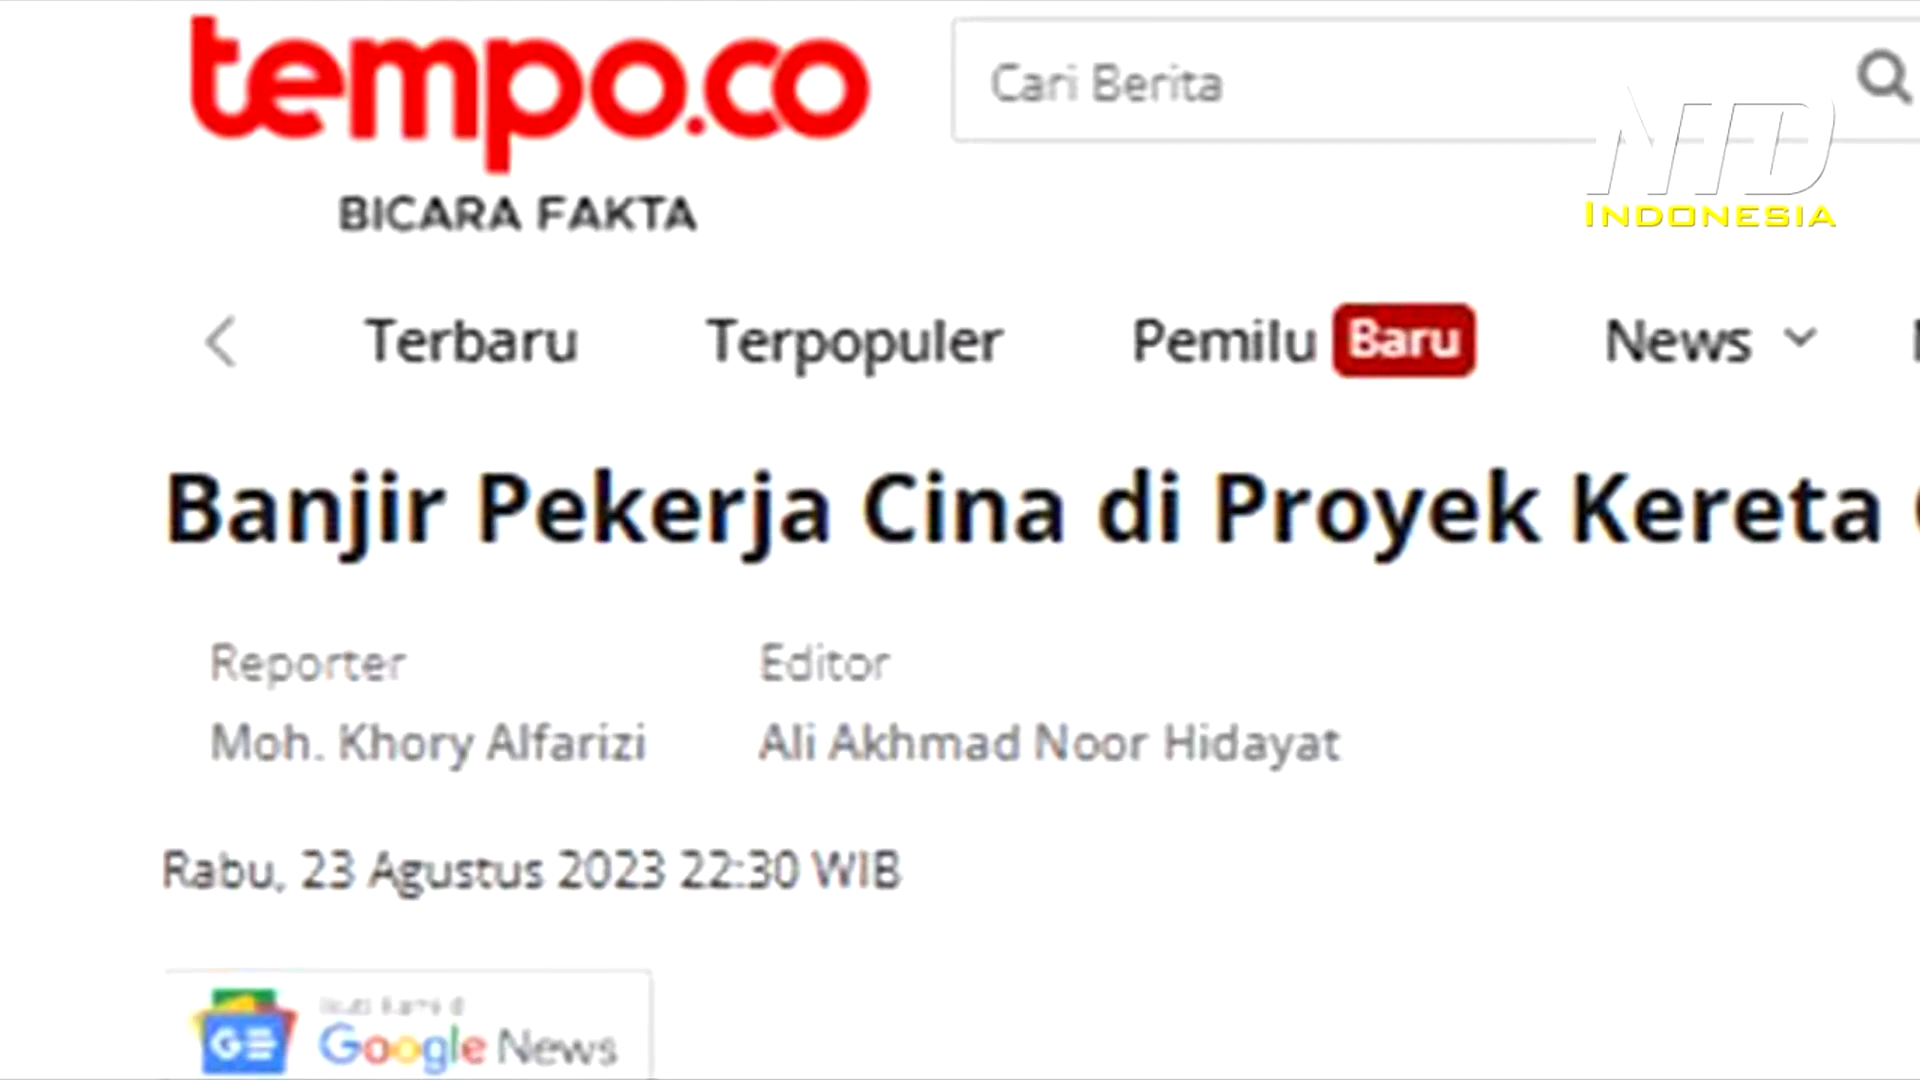 tempo.co
Cari Berita
NTD
INDONESIA
BICARA FAKTA
Terbaru Terpopuler Pemilu Baru News
Banjir Pekerja Cina di Proyek Kereta
Reporter Editor
Moh. Khory Alfarizi Ali Akhmad Noor Hidayat
Rabu, 23 Agustus 2023 22:30 WIB
GE
Google News